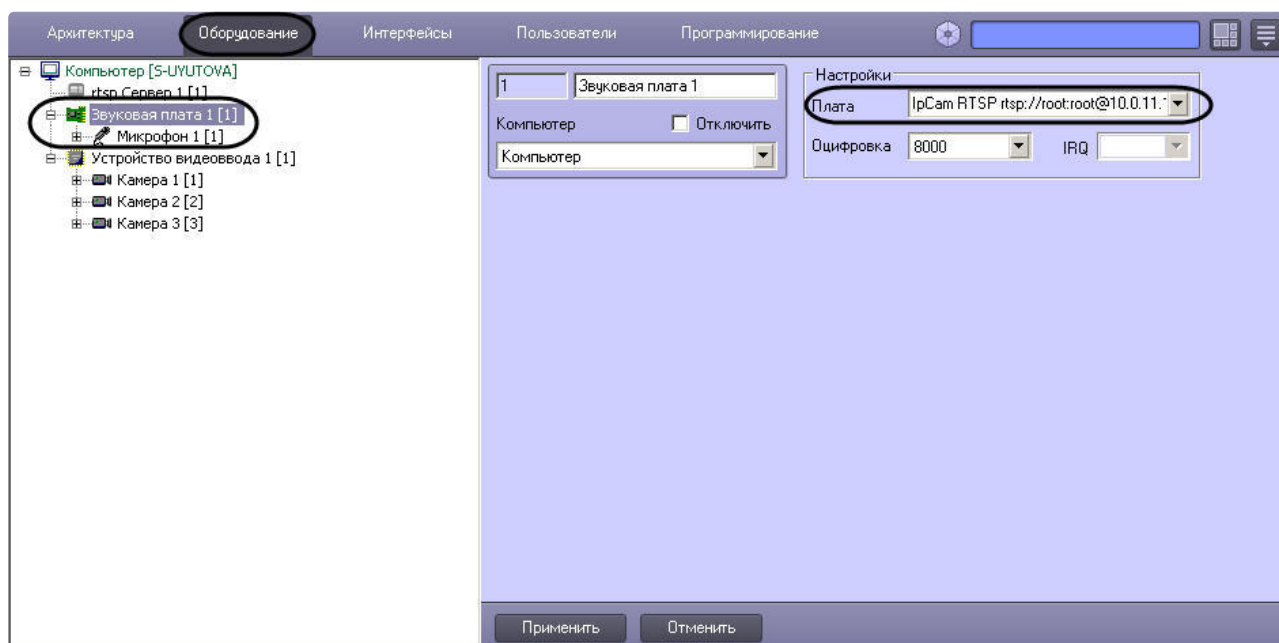 Архитектура Оборудование Интерфейсы Пользователи Программирование
Компьютер [S-UYUTOVA]
rtsp Сервер 1 [1]
Звуковая плата 1 [1]
Микрофон 1 [1]
Устройство видеоввода 1 [1]
Камера 1 [1]
Камера 2 [2]
Камера 3 [3]
1 Звуковая плата 1
Компьютер Отключить
Компьютер
Настройки
Плата IpCam RTSP rtsp://root:root@10.0.11.
Оцифровка 8000 IRQ
Применить Отменить